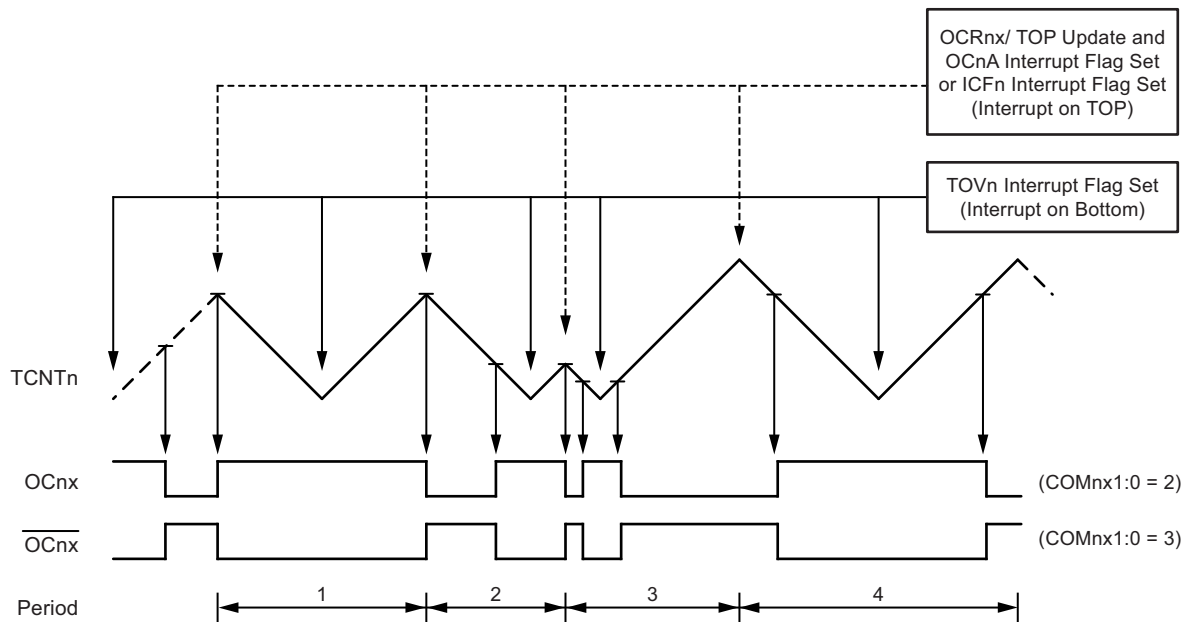 OCRnx/ TOP Update and
OCnA Interrupt Flag Set
or ICFn Interrupt Flag Set
(Interrupt on TOP)
TOVn Interrupt Flag Set
(Interrupt on Bottom)
TCNTn
OCnx
(COMnx1:0 = 2)
OCnx
(COMnx1:0 = 3)
Period
1
2
3
4